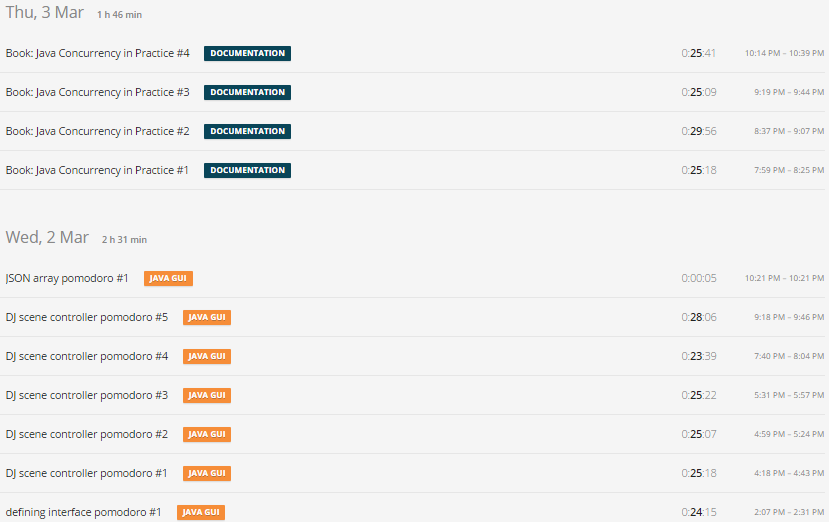 Thu, 3 Mar 1 h 46 min
Book: Java Concurrency in Practice #4 DOCUMENTATION 0:25:41 10:14 PM – 10:39 PM
Book: Java Concurrency in Practice #3 DOCUMENTATION 0:25:09 9:19 PM – 9:44 PM
Book: Java Concurrency in Practice #2 DOCUMENTATION 0:29:56 8:37 PM – 9:07 PM
Book: Java Concurrency in Practice #1 DOCUMENTATION 0:25:18 7:59 PM – 8:25 PM
Wed, 2 Mar 2 h 31 min
JSON array pomodoro #1 JAVA GUI 0:00:05 10:21 PM – 10:21 PM
DJ scene controller pomodoro #5 JAVA GUI 0:28:06 9:18 PM – 9:46 PM
DJ scene controller pomodoro #4 JAVA GUI 0:23:39 7:40 PM – 8:04 PM
DJ scene controller pomodoro #3 JAVA GUI 0:25:22 5:31 PM – 5:57 PM
DJ scene controller pomodoro #2 JAVA GUI 0:25:07 4:59 PM – 5:24 PM
DJ scene controller pomodoro #1 JAVA GUI 0:25:18 4:18 PM – 4:43 PM
defining interface pomodoro #1 JAVA GUI 0:24:15 2:07 PM – 2:31 PM